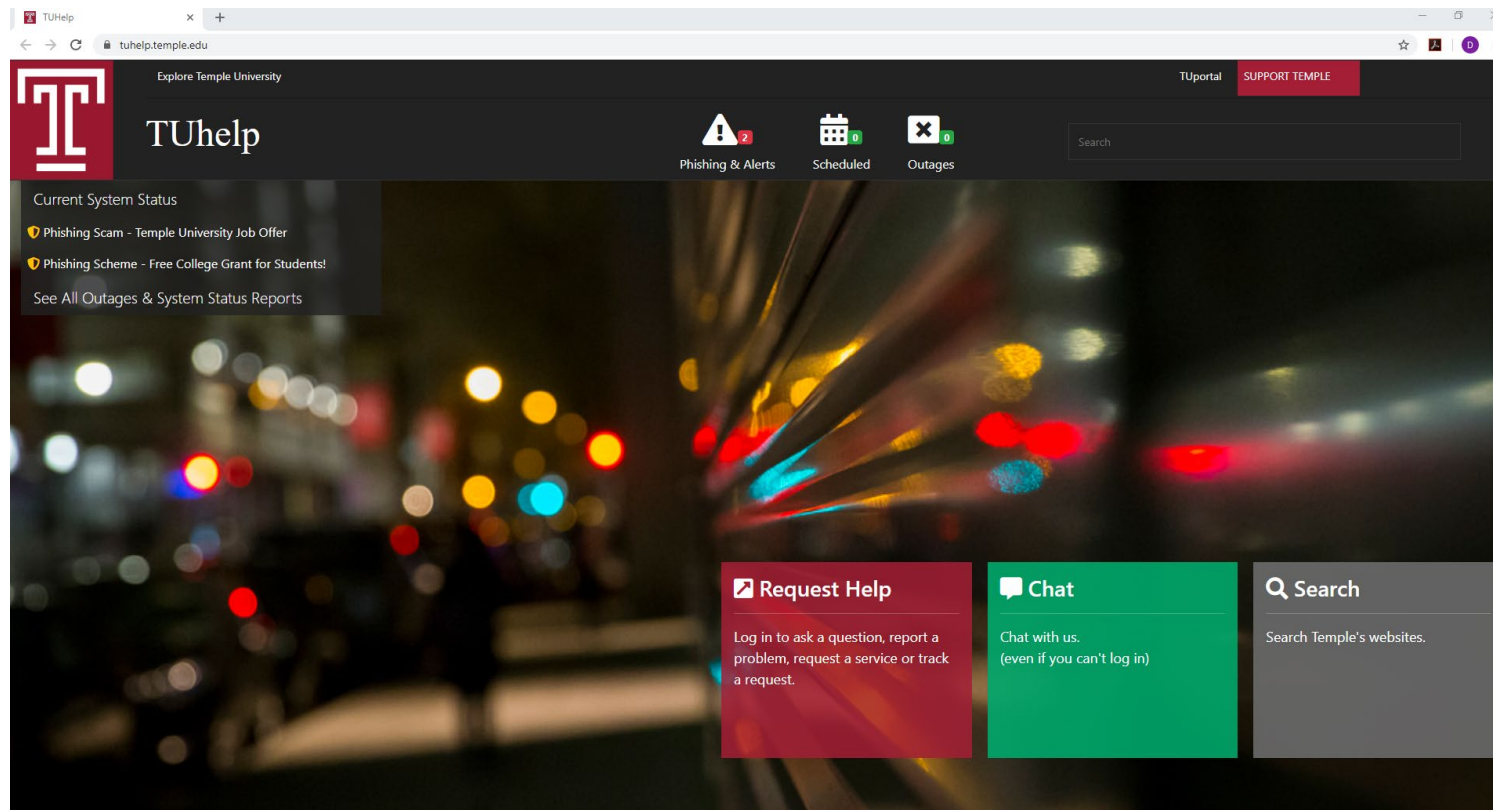 TUHelp
tuhelp.temple.edu
D
Explore Temple University
TUportal
SUPPORT TEMPLE
TUhelp
2
Phishing & Alerts
0
Scheduled
0
Outages
Search
Current System Status
Phishing Scam - Temple University Job Offer
Phishing Scheme - Free College Grant for Students!
See All Outages & System Status Reports
Request Help
Log in to ask a question, report a
problem, request a service or track
a request.
Chat
Chat with us.
(even if you can't log in)
Search
Search Temple's websites.